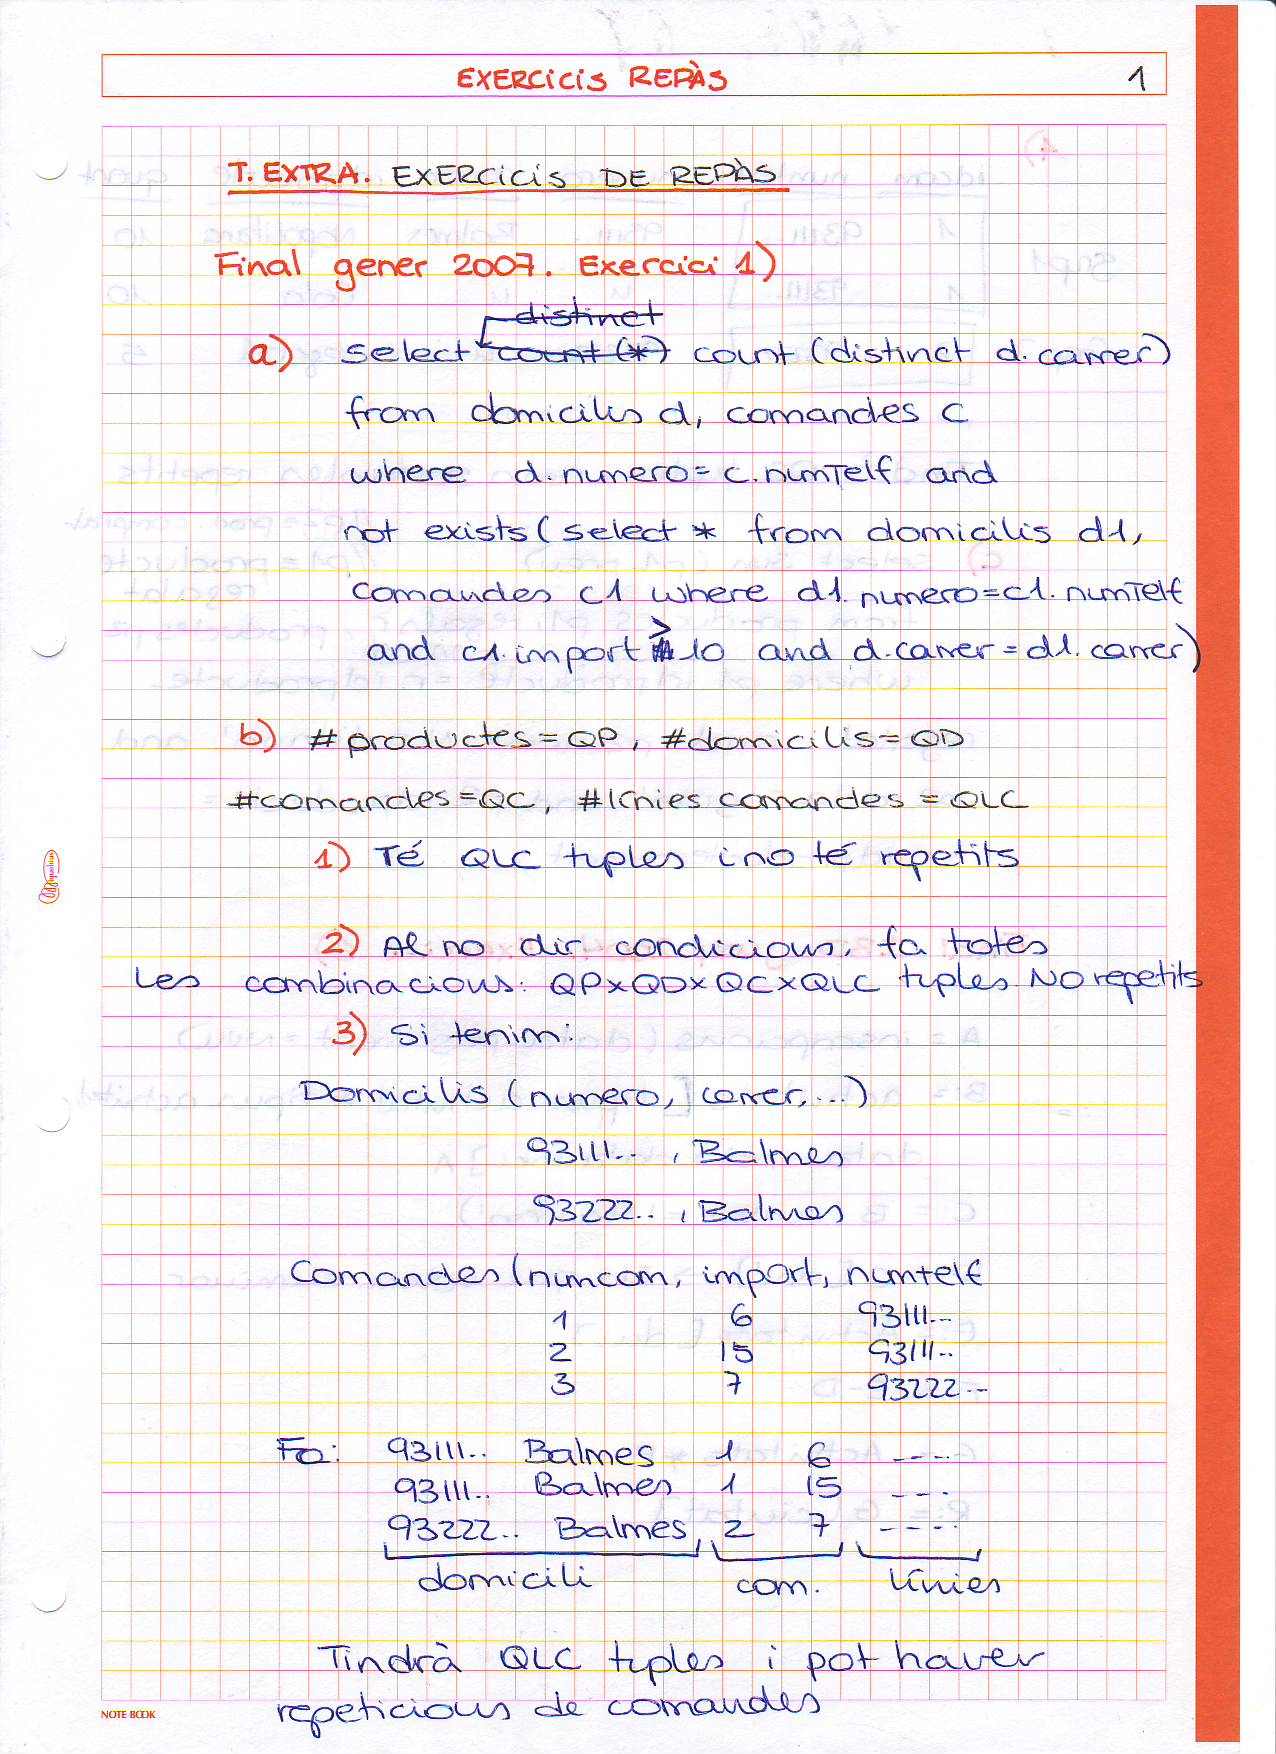 EXERCICIS REPÀS 1
T. EXTRA. EXERCICIS DE REPÀS
Final gener 2007. Exercici 1)
distinct
a) select count (*) count (distinct d.carrer)
from domicilis d, comandes c
where d.numero = c.numTelf and
not exists (select * from domicilis d1,
comandes c1 where d1.numero=c1.numTelf
and c1.import > 10 and d.carrer = d1.carrer)
b) #productes = QP, #domicilis = QD
#comandes = QC, #línies comandes = QLC
1) Té QLC tuples i no té repetits
2) Al no dir condicions, fa totes
les combinacions: QPxQDxQCxQLC tuples NO repetits
3) Si tenim:
Domicilis (numero, carrer, ...)
93111.. , Balmes
93222.. , Balmes
Comandes (numcom, import, numtelf
1 6 93111...
2 15 93111..
3 7 93222...
Fa: 93111.. Balmes 1 6 ----
93111.. Balmes 1 15 ---
93222.. Balmes, 2 7 ----
domicili com. línies
Tindrà QLC tuples i pot haver
repeticions de comandes
NOTE BOOK